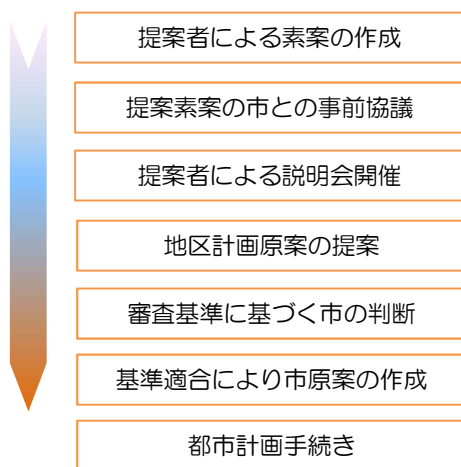 提案者による素案の作成
提案素案の市との事前協議
提案者による説明会開催
地区計画原案の提案
審査基準に基づく市の判断
基準適合により市原案の作成
都市計画手続き